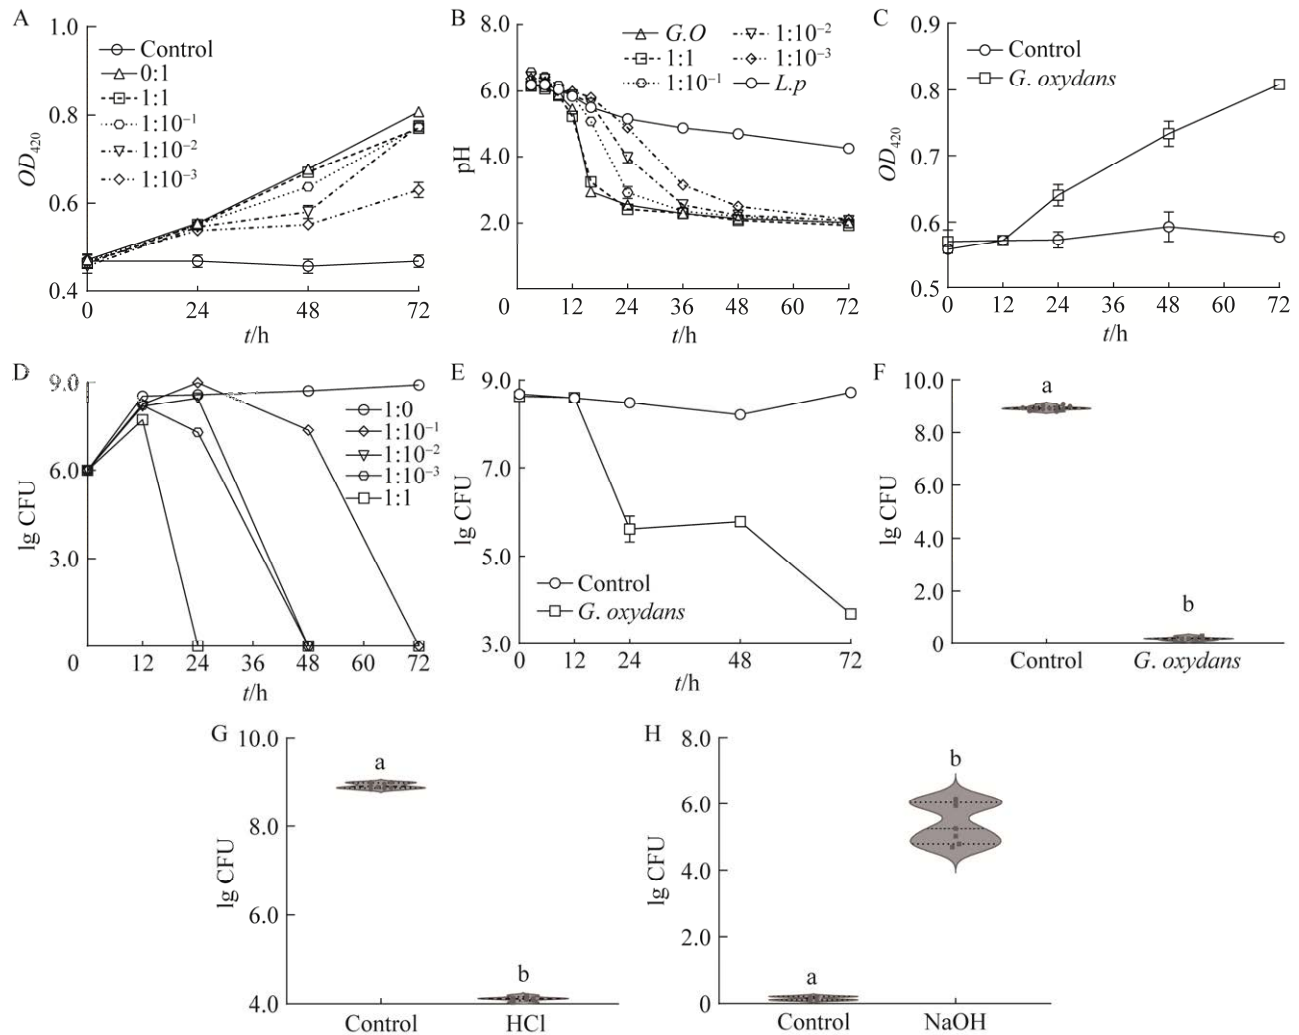 A
1.0
0.8
0.6
0.4
OD₄₂₀
Control
0:1
1:1
1:10⁻¹
1:10⁻²
1:10⁻³
0
24
48
72
t/h
B
8.0
6.0
4.0
2.0
pH
G.O
1:1
1:10⁻¹
1:10⁻²
1:10⁻³
L.p
0
12
24
36
48
60
72
t/h
C
0.9
0.8
0.7
0.6
0.5
OD₄₂₀
Control
G. oxydans
0
12
24
36
48
60
72
t/h
D
9.0
6.0
3.0
lg CFU
1:0
1:10⁻¹
1:10⁻²
1:10⁻³
1:1
0
12
24
36
48
60
72
t/h
E
9.0
7.0
5.0
3.0
lg CFU
Control
G. oxydans
0
12
24
48
72
t/h
F
10.0
8.0
6.0
4.0
2.0
0
lg CFU
a
b
Control
G. oxydans
G
10.0
8.0
6.0
4.0
lg CFU
a
b
Control
HCl
H
8.0
6.0
4.0
2.0
0
lg CFU
a
b
Control
NaOH